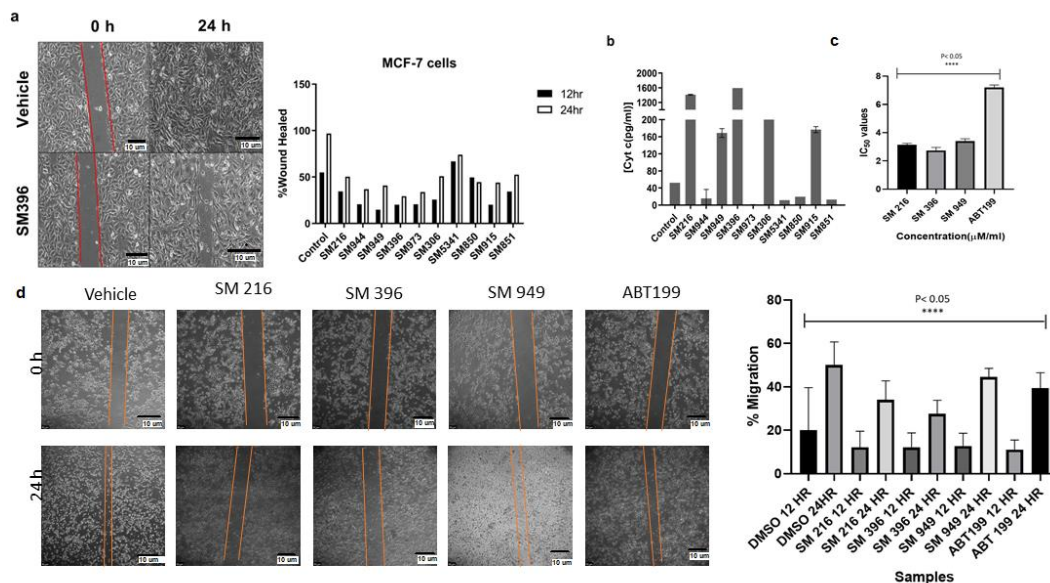 a
0 h
24 h
Vehicle
SM396
10 um
10 um
10 um
10 um
MCF-7 cells
%Wound Healed
150
100
50
0
12hr
24hr
Control
SM216
SM944
SM949
SM396
SM973
SM306
SM5341
SM850
SM915
SM851
b
[Cyt c(pg/ml)]
2000
1600
1200
200
160
120
80
40
0
Control
SM216
SM944
SM949
SM396
SM973
SM306
SM5341
SM850
SM915
SM851
c
P< 0.05
****
IC50 values
8
6
4
2
0
SM 216
SM 396
SM 949
ABT199
Concentration(μM/ml)
d
Vehicle
SM 216
SM 396
SM 949
ABT199
0 h
10 um
10 um
10 um
10 um
10 um
24 h
10 um
10 um
10 um
10 um
10 um
P< 0.05
****
% Migration
80
60
40
20
0
DMSO 12 HR
DMSO 24HR
SM 216 12 HR
SM 216 24 HR
SM 396 12 HR
SM 396 24 HR
SM 949 12 HR
SM 949 24 HR
ABT199 12 HR
ABT 199 24 HR
Samples